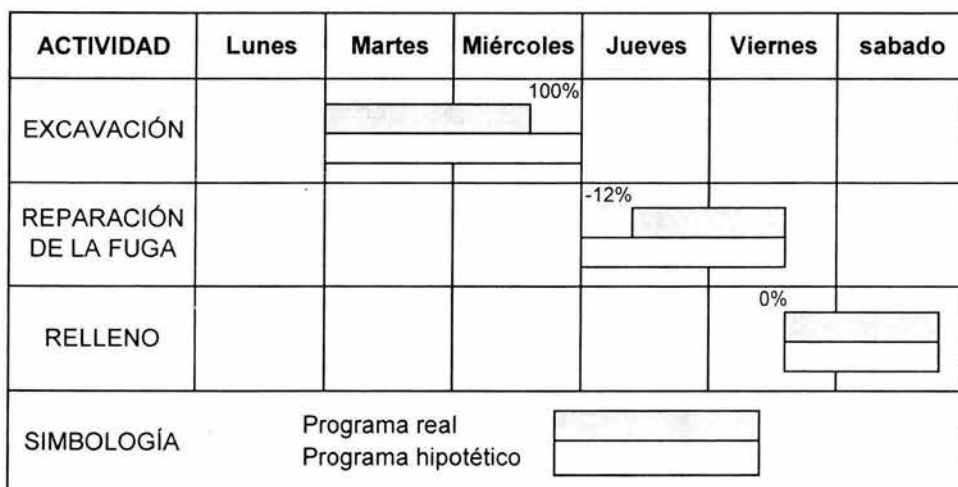 ACTIVIDAD Lunes Martes Miércoles Jueves Viernes sabado
100%
EXCAVACIÓN
-12%
REPARACIÓN
DE LA FUGA
0%
RELLENO
SIMBOLOGÍA
Programa real
Programa hipotético